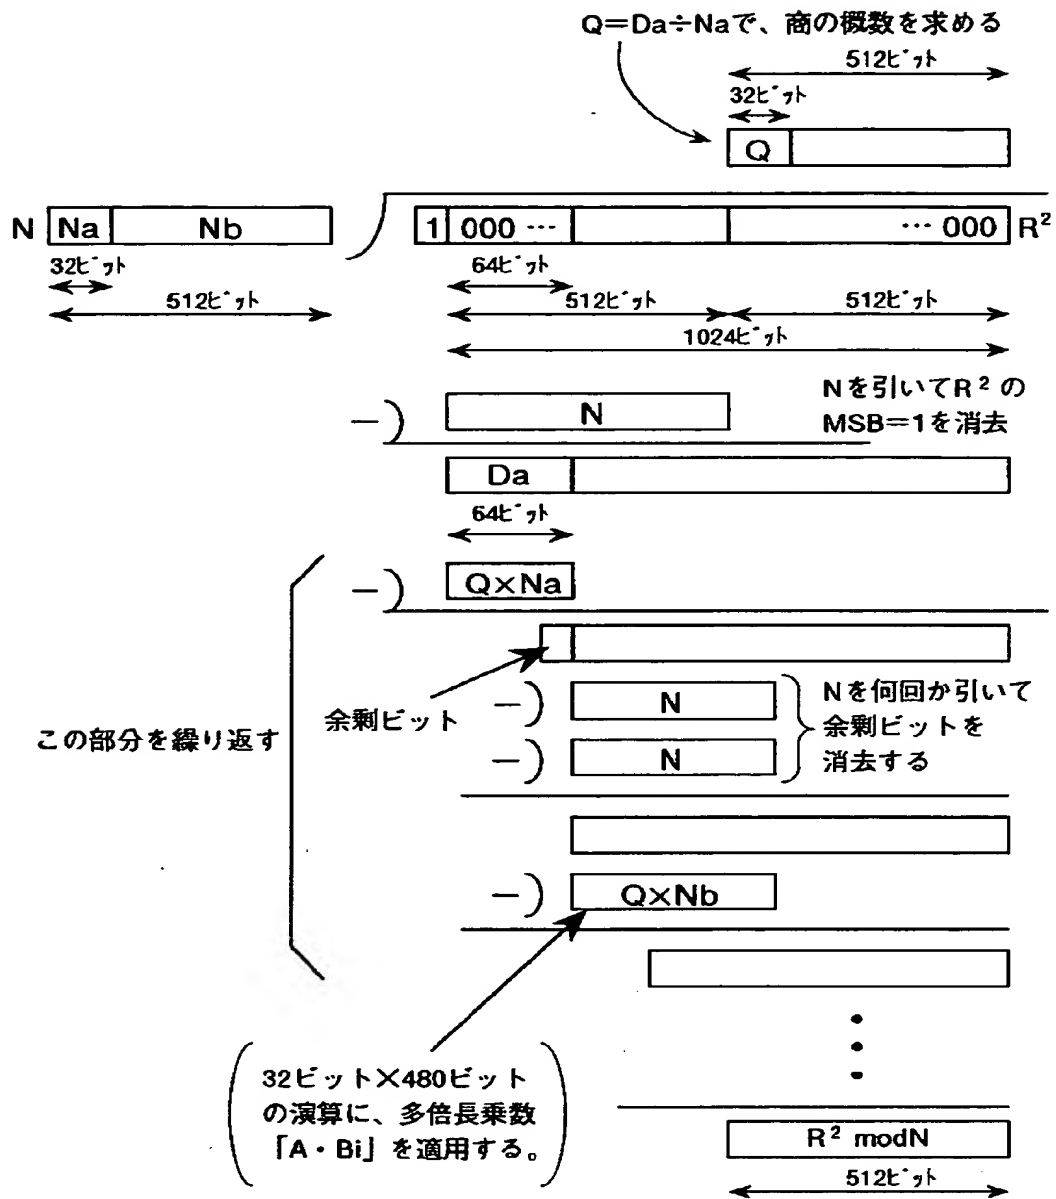 Q=Da÷Naで、商の概数を求める
512ビット
32ビット
Q
N Na Nb 1 000 … … 000 R²
32ビット 64ビット
512ビット 512ビット 512ビット
1024ビット
Nを引いてR²の
MSB=1を消去
−) N
Da
64ビット
−) Q×Na
余剰ビット
−) N
−) N
Nを何回か引いて
余剰ビットを
消去する
この部分を繰り返す
−) Q×Nb
32ビット×480ビット
の演算に、多倍長乗数
「A・Bi」を適用する。
R² modN
512ビット